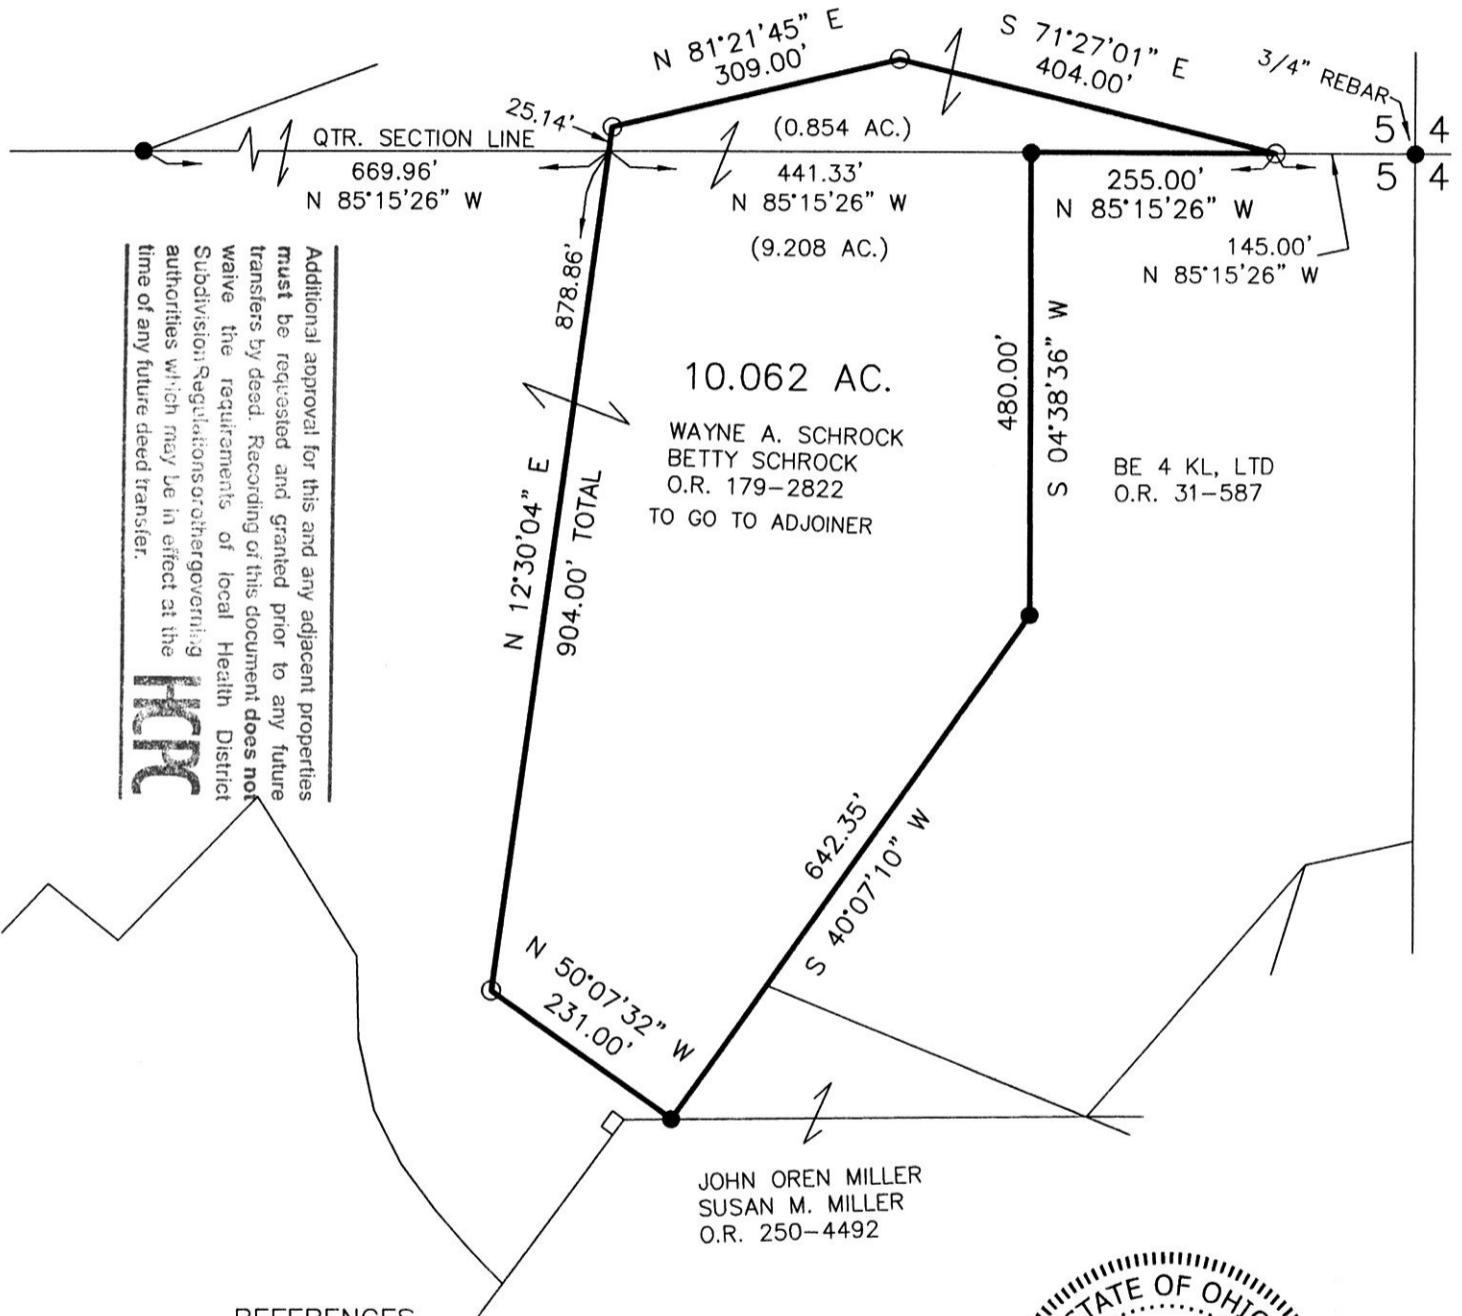 N 81°21'45" E
309.00'
S 71°27'01" E
404.00'
3/4" REBAR
25.14'
QTR. SECTION LINE
(0.854 AC.)
5 4
5 4
669.96'
N 85°15'26" W
441.33'
N 85°15'26" W
255.00'
N 85°15'26" W
(9.208 AC.)
145.00'
N 85°15'26" W
878.86'
10.062 AC.
WAYNE A. SCHROCK
BETTY SCHROCK
O.R. 179-2822
TO GO TO ADJOINER
480.00'
S 04°38'36" W
BE 4 KL, LTD
O.R. 31-587
N 12°30'04" E
904.00' TOTAL
Additional approval for this and any adjacent properties
must be requested and granted prior to any future
transfers by deed. Recording of this document does not
waive the requirements of local Health District
Subdivision Regulations or other governing
authorities which may be in effect at the
time of any future deed transfer.
HCPC
642.35'
S 40°07'10" W
N 50°07'32" W
231.00'
JOHN OREN MILLER
SUSAN M. MILLER
O.R. 250-4492
REFERENCES
STATE OF OHIO